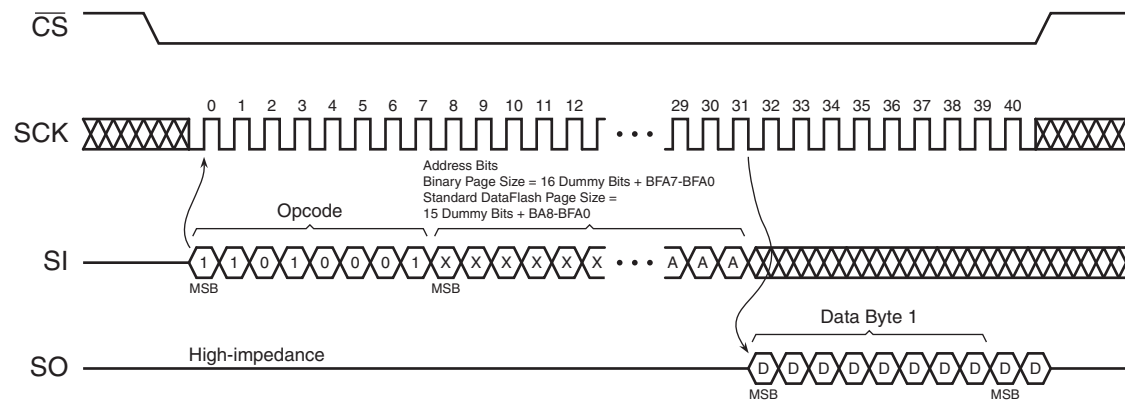 CS
0 1 2 3 4 5 6 7 8 9 10 11 12 29 30 31 32 33 34 35 36 37 38 39 40
SCK
Address Bits
Binary Page Size = 16 Dummy Bits + BFA7-BFA0
Standard DataFlash Page Size =
15 Dummy Bits + BA8-BFA0
Opcode
SI 1 1 0 1 0 0 0 1 X X X X X X A A A
MSB MSB
Data Byte 1
High-impedance
SO D D D D D D D D D D
MSB MSB